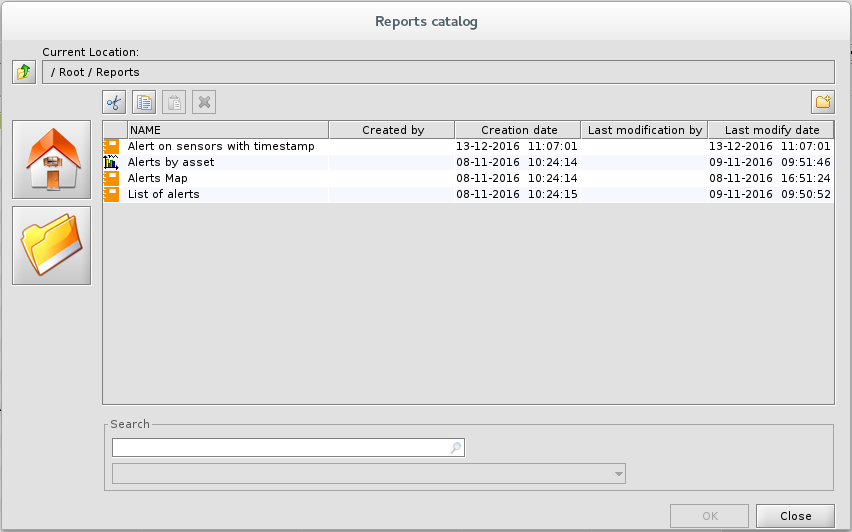 Reports catalog
Current Location:
/ Root / Reports
NAME Created by Creation date Last modification by Last modify date
Alert on sensors with timestamp 13-12-2016 11:07:01 13-12-2016 11:07:01
Alerts by asset 08-11-2016 10:24:14 09-11-2016 09:51:46
Alerts Map 08-11-2016 10:24:14 08-11-2016 16:51:24
List of alerts 08-11-2016 10:24:15 09-11-2016 09:50:52
Search
OK Close